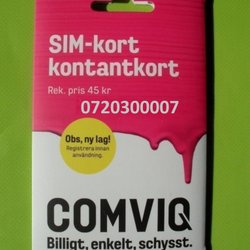 SIM-kort
kontantkort
Rek. pris 45 kr
0720300007
Obs, ny lag!
Registrera innan
användning.
COMVIQ
Billigt, enkelt, schysst.